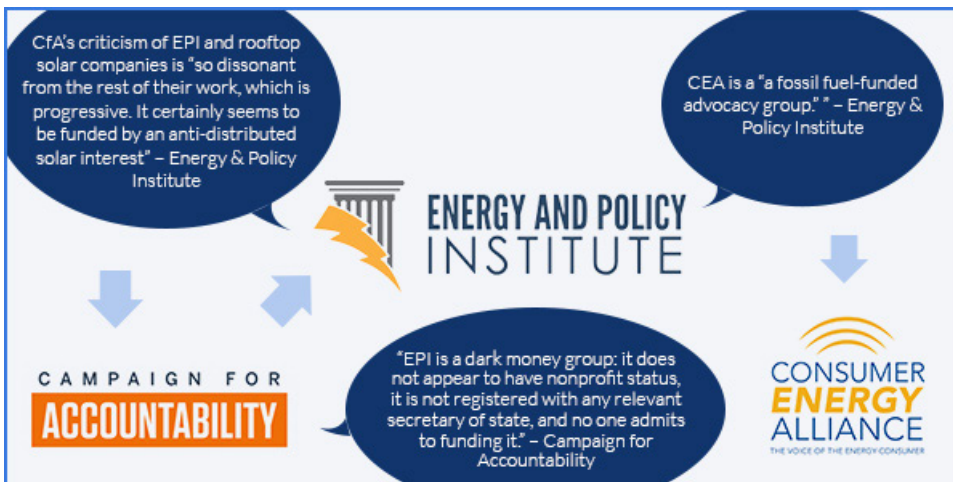 CfA's criticism of EPI and rooftop
solar companies is "so dissonant
from the rest of their work, which is
progressive. It certainly seems to
be funded by an anti-distributed
solar interest" – Energy & Policy
Institute
CEA is a "a fossil fuel-funded
advocacy group." " – Energy &
Policy Institute
ENERGY AND POLICY
INSTITUTE
CAMPAIGN FOR
ACCOUNTABILITY
"EPI is a dark money group: it does
not appear to have nonprofit status,
it is not registered with any relevant
secretary of state, and no one admits
to funding it." – Campaign for
Accountability
CONSUMER
ENERGY
ALLIANCE
THE VOICE OF THE ENERGY CONSUMER